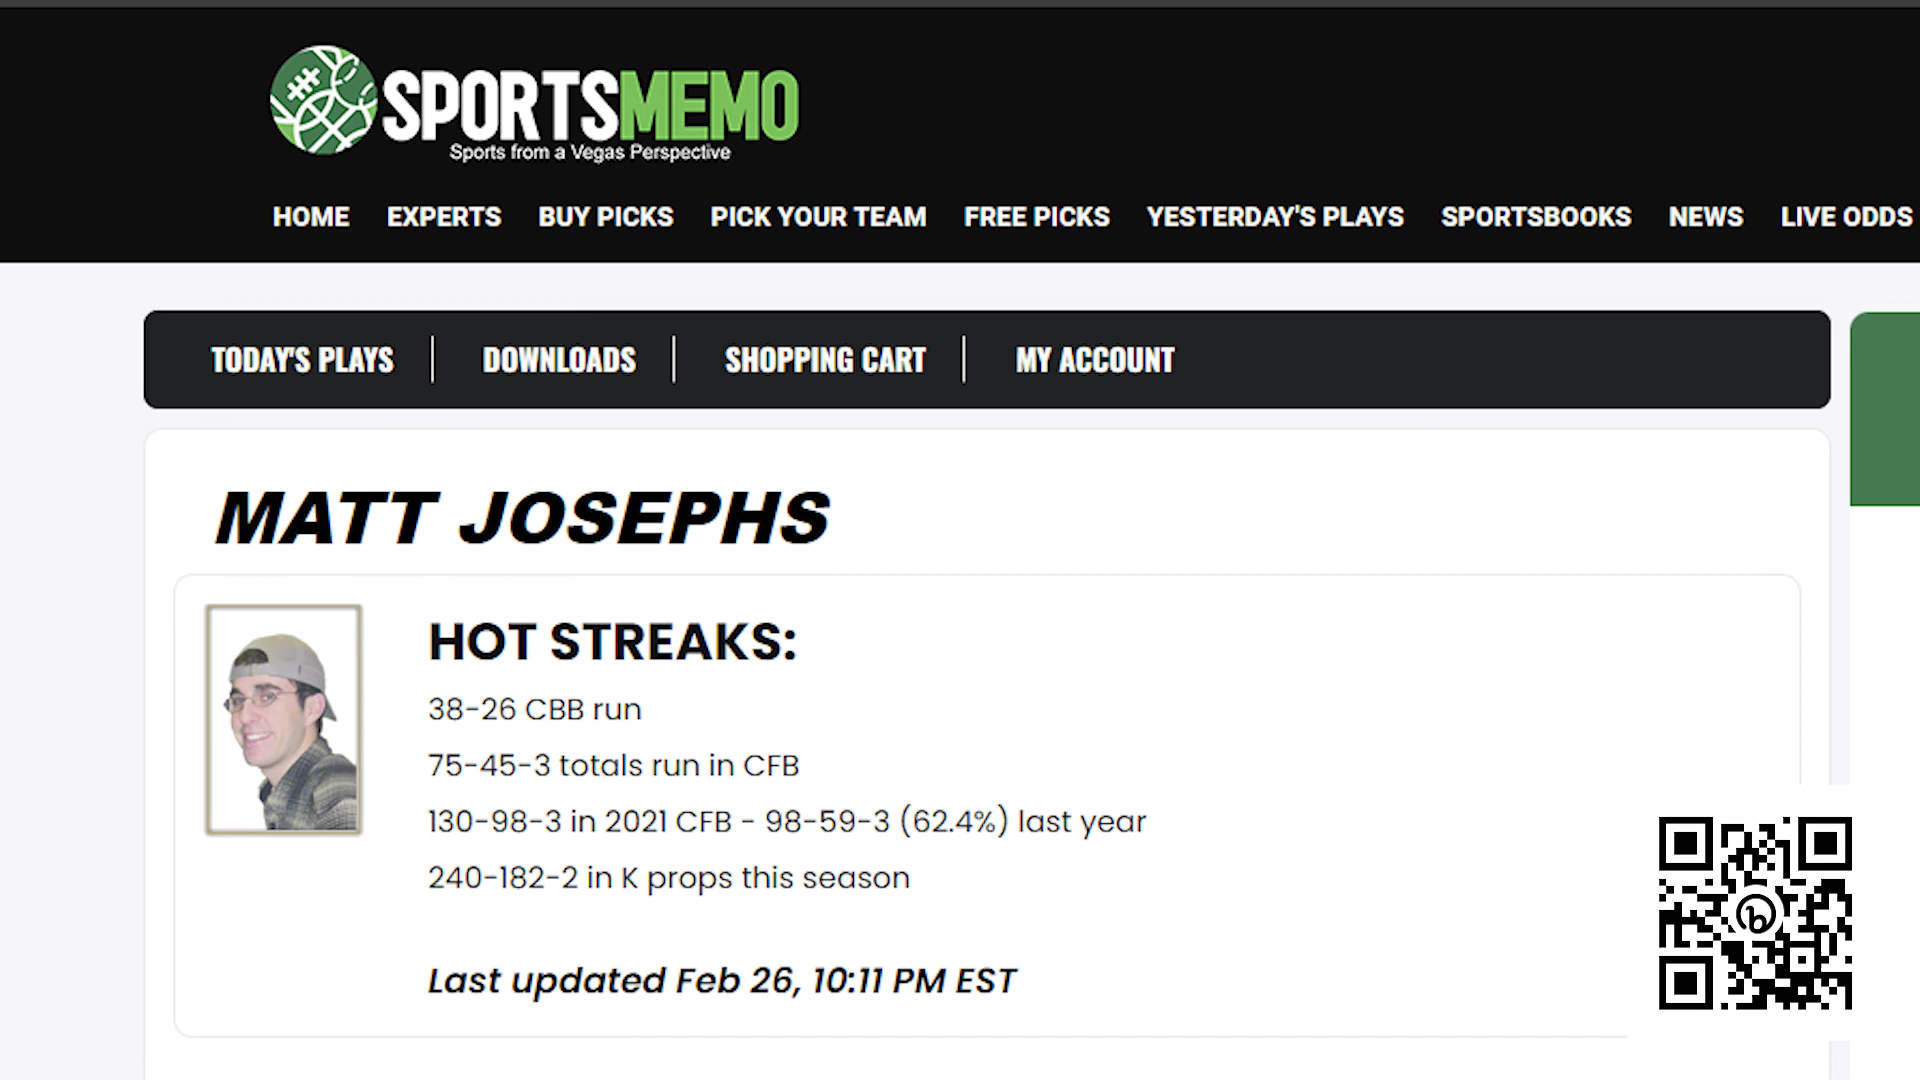 SPORTSMEMO
Sports from a Vegas Perspective
HOME EXPERTS BUY PICKS PICK YOUR TEAM FREE PICKS YESTERDAY'S PLAYS SPORTSBOOKS NEWS LIVE ODDS
TODAY'S PLAYS DOWNLOADS SHOPPING CART MY ACCOUNT
MATT JOSEPHS
HOT STREAKS:
38-26 CBB run
75-45-3 totals run in CFB
130-98-3 in 2021 CFB - 98-59-3 (62.4%) last year
240-182-2 in K props this season
Last updated Feb 26, 10:11 PM EST
b